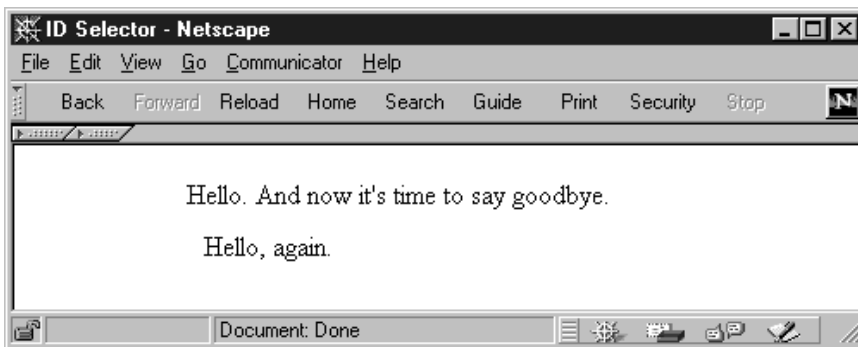 ID Selector - Netscape
File Edit View Go Communicator Help
Back Forward Reload Home Search Guide Print Security Stop N
Hello. And now it's time to say goodbye.
Hello, again.
Document: Done